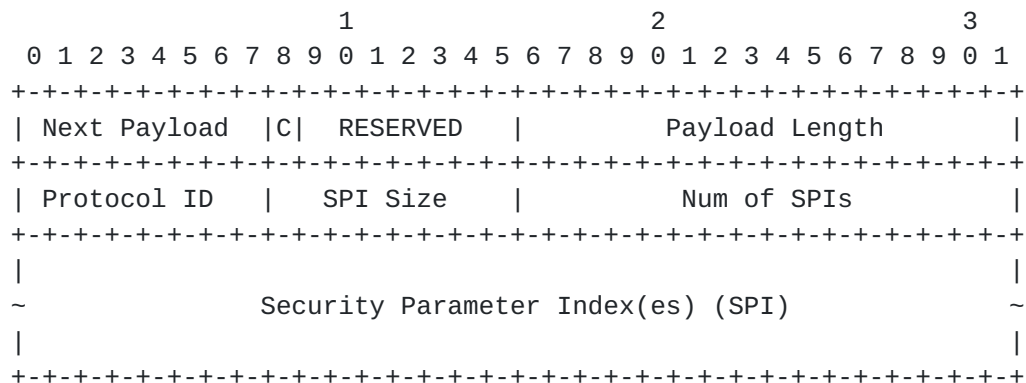 1                   2                   3
 0 1 2 3 4 5 6 7 8 9 0 1 2 3 4 5 6 7 8 9 0 1 2 3 4 5 6 7 8 9 0 1
+-+-+-+-+-+-+-+-+-+-+-+-+-+-+-+-+-+-+-+-+-+-+-+-+-+-+-+-+-+-+-+-+
| Next Payload  |C|  RESERVED   |         Payload Length        |
+-+-+-+-+-+-+-+-+-+-+-+-+-+-+-+-+-+-+-+-+-+-+-+-+-+-+-+-+-+-+-+-+
| Protocol ID   |   SPI Size    |          Num of SPIs          |
+-+-+-+-+-+-+-+-+-+-+-+-+-+-+-+-+-+-+-+-+-+-+-+-+-+-+-+-+-+-+-+-+
|                                                               |
~               Security Parameter Index(es) (SPI)              ~
|                                                               |
+-+-+-+-+-+-+-+-+-+-+-+-+-+-+-+-+-+-+-+-+-+-+-+-+-+-+-+-+-+-+-+-+